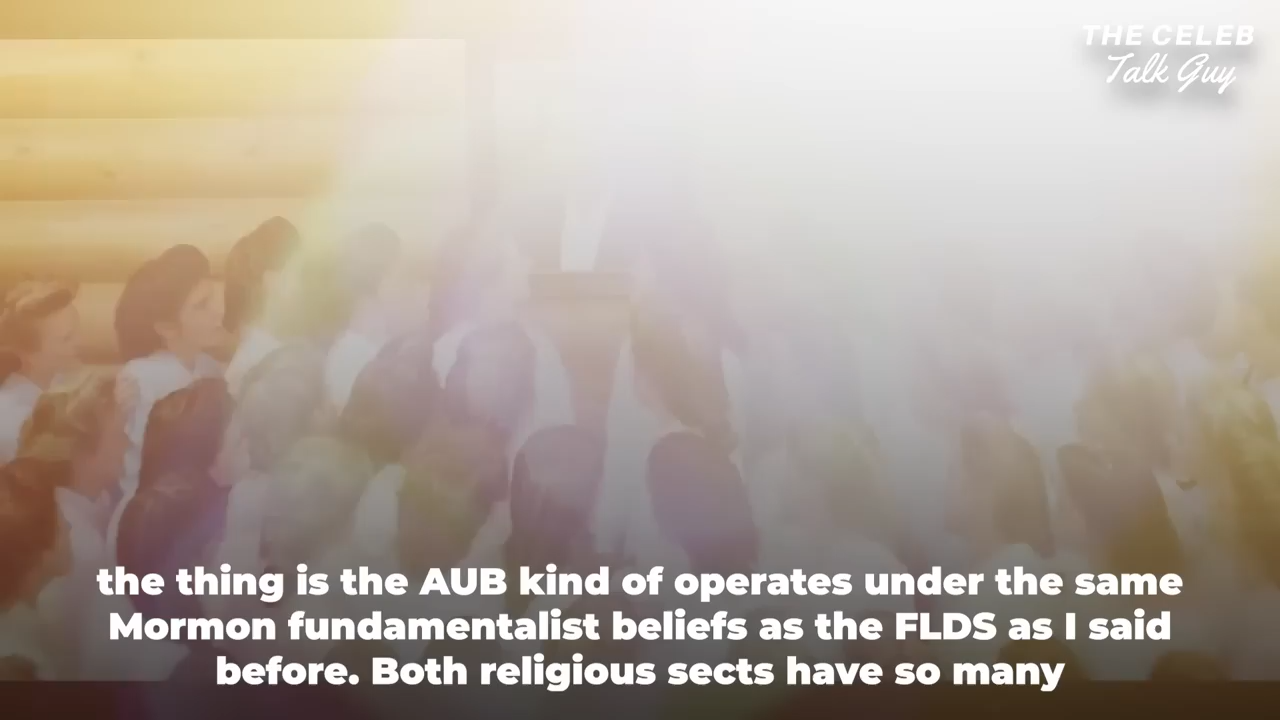 THE CELEB
Talk Guy
the thing is the AUB kind of operates under the same
Mormon fundamentalist beliefs as the FLDS as I said
before. Both religious sects have so many